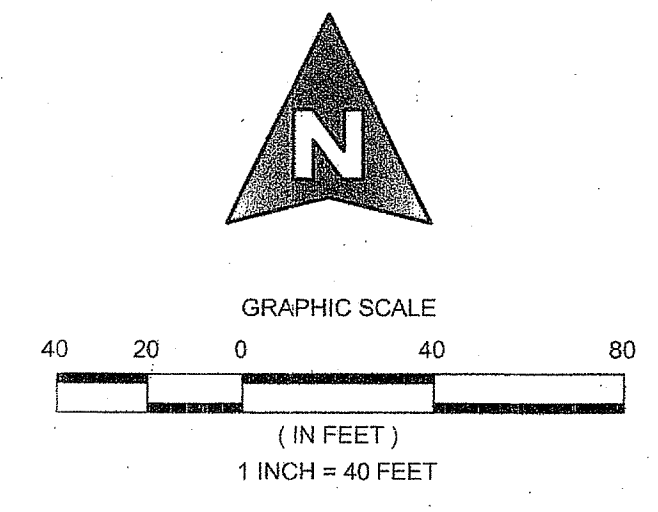 N
GRAPHIC SCALE
40 20 0 40 80
( IN FEET )
1 INCH = 40 FEET